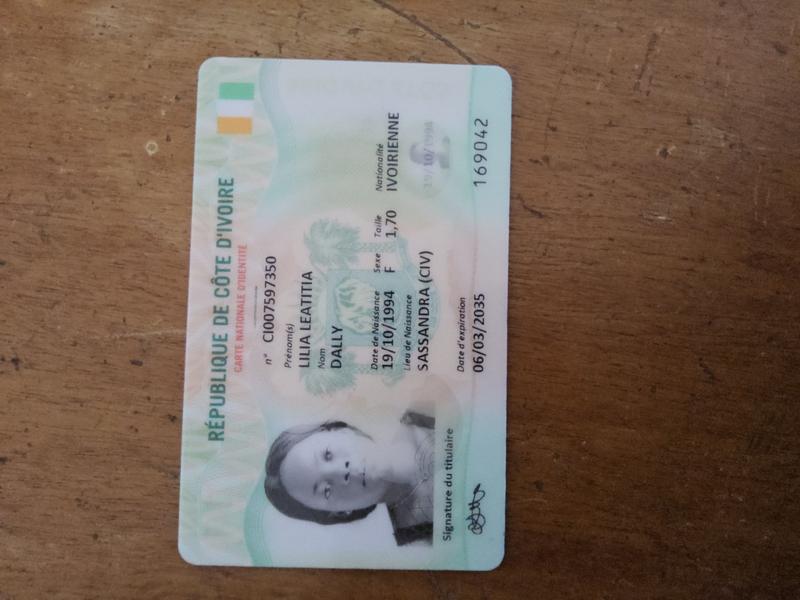 RÉPUBLIQUE DE CÔTE D'IVOIRE
CARTE NATIONALE D'IDENTITÉ
n° CI007597350
Prénom(s)
LILIA LEATITIA
Nom
DALLY
Date de Naissance Sexe Taille Nationalité
19/10/1994 F 1,70 IVOIRIENNE
Lieu de Naissance
SASSANDRA (CIV)
19/10/1994
Date d'expiration
06/03/2035
169042
Signature du titulaire